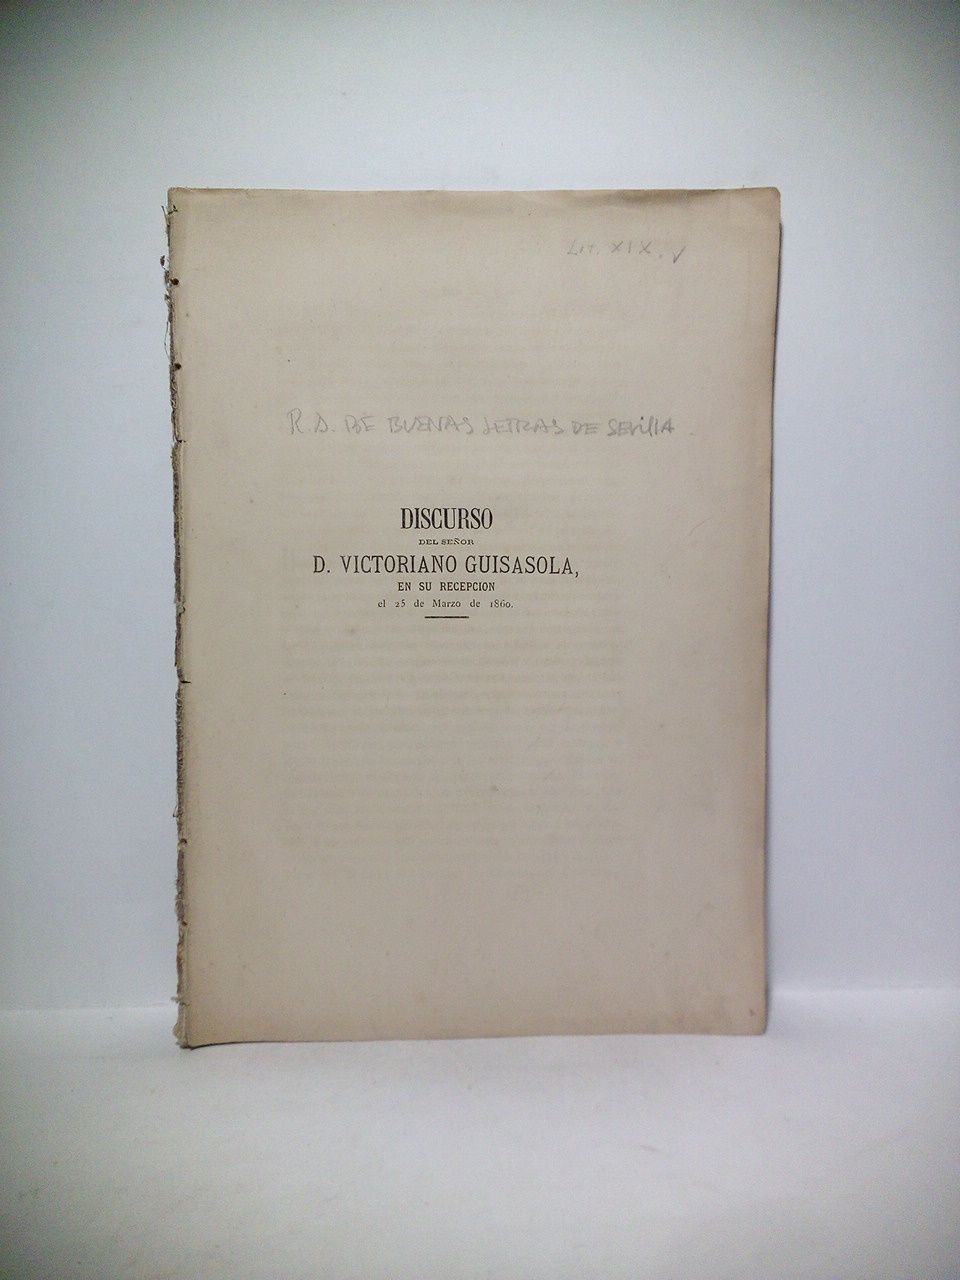 Lit. XIX. √
R.A. DE BUENAS LETRAS DE SEVILLA.
DISCURSO
DEL SEÑOR
D. VICTORIANO GUISASOLA,
EN SU RECEPCION
el 25 de Marzo de 1860.